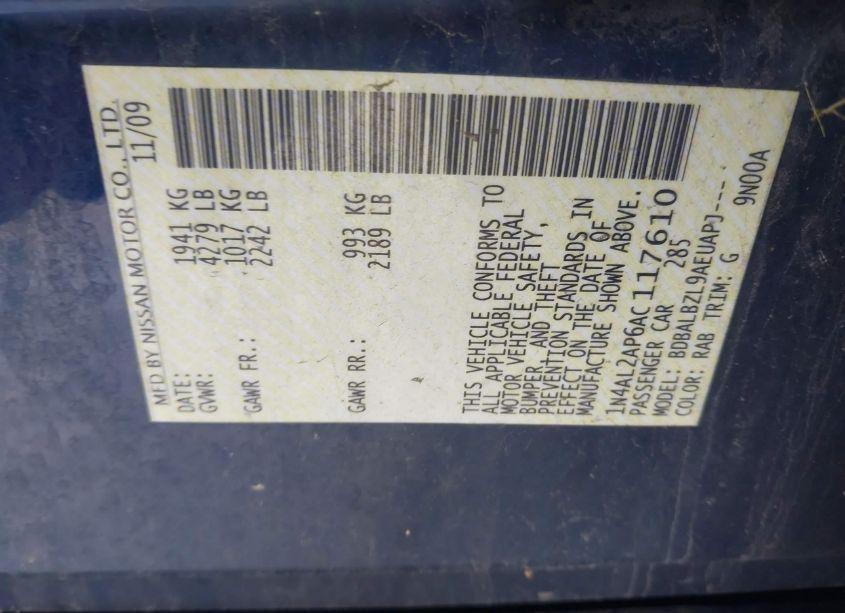 MFD BY NISSAN MOTOR CO., LTD.
DATE: 11/09
GVWR: 1941 KG
4279 LB
GAWR FR.: 1017 KG
2242 LB
GAWR RR.: 993 KG
2189 LB
THIS VEHICLE CONFORMS TO
ALL APPLICABLE FEDERAL
MOTOR VEHICLE SAFETY,
BUMPER, AND THEFT
PREVENTION STANDARDS IN
EFFECT ON THE DATE OF
MANUFACTURE SHOWN ABOVE.
1N4AL2AP6AC117610
PASSENGER CAR 285
MODEL: BDBALBZL9AEUAPJ----
COLOR: RAB TRIM: G 9N00A